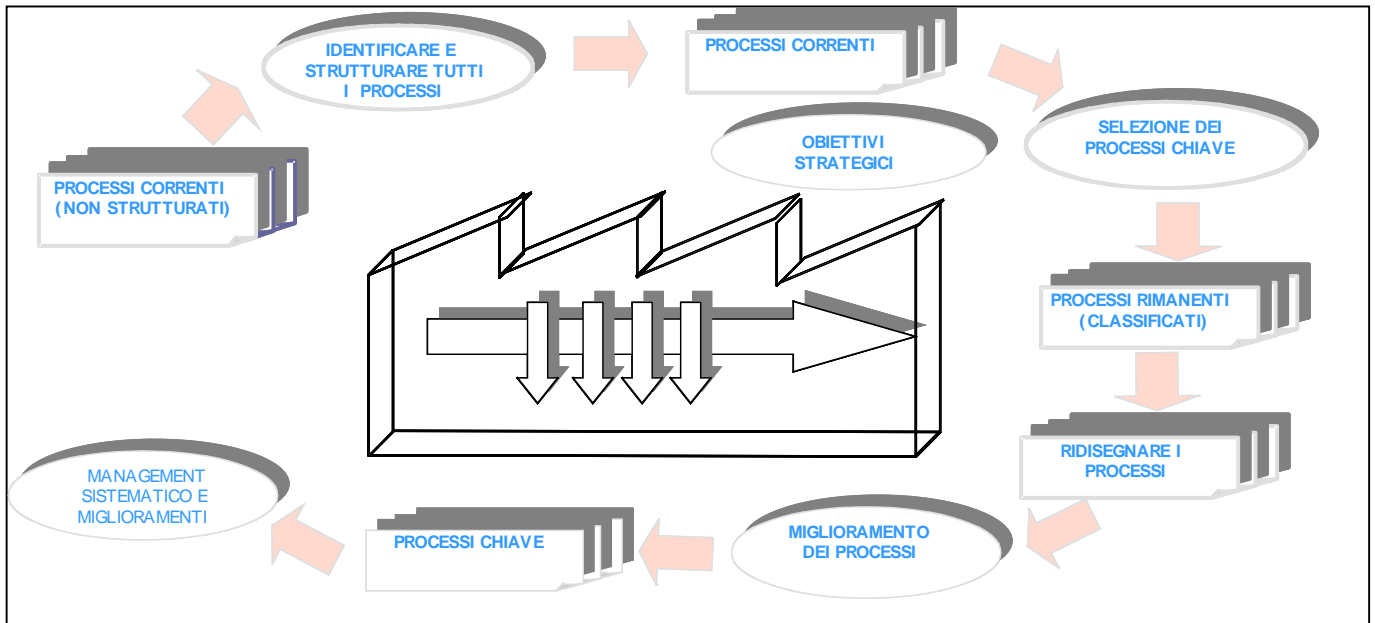 IDENTIFICARE E
STRUTTURARE TUTTI
I PROCESSI
PROCESSI CORRENTI
SELEZIONE DEI
PROCESSI CHIAVE
OBIETTIVI
STRATEGICI
PROCESSI CORRENTI
(NON STRUTTURATI)
PROCESSI RIMANENTI
(CLASSIFICATI)
RIDISEGNARE I
PROCESSI
MIGLIORAMENTO
DEI PROCESSI
PROCESSI CHIAVE
MANAGEMENT
SISTEMATICO E
MIGLIORAMENTI